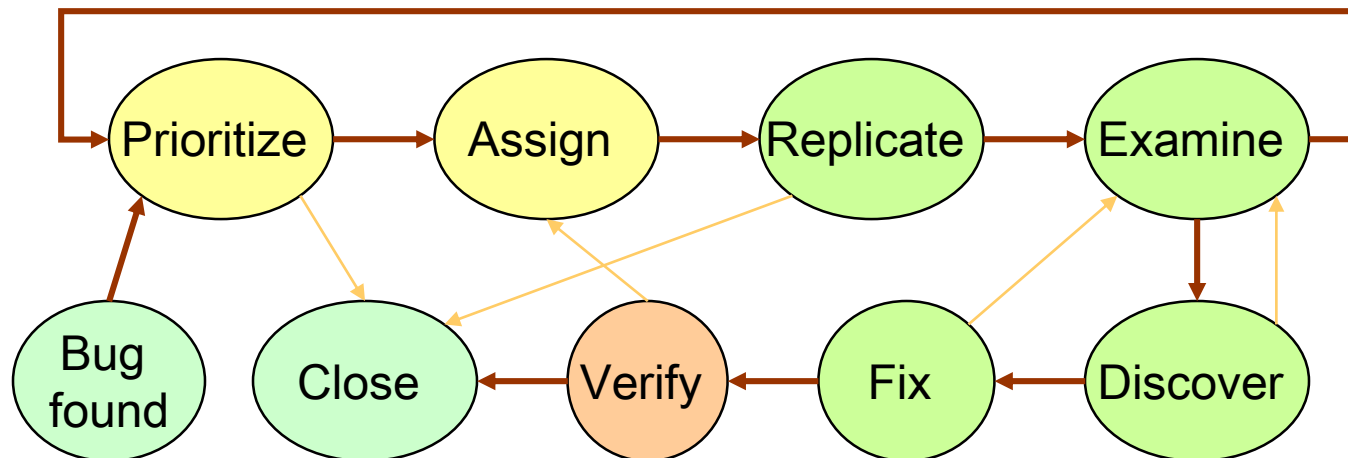 Prioritize
Assign
Replicate
Examine
Bug
found
Close
Verify
Fix
Discover